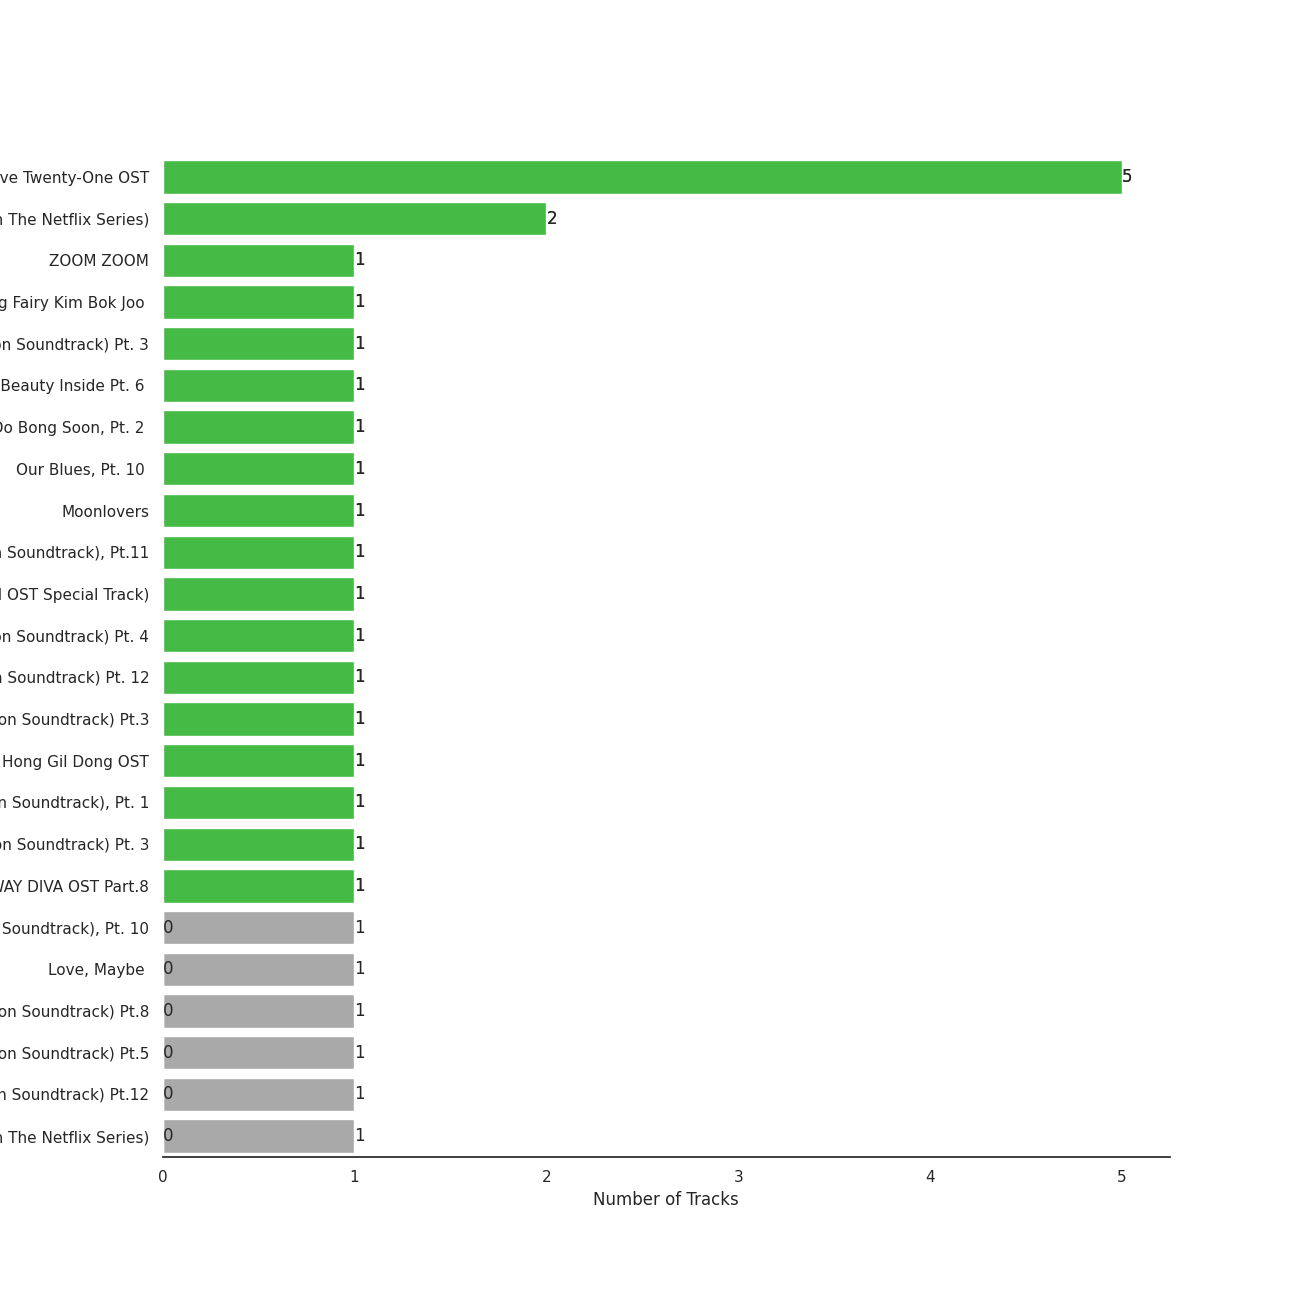 ve Twenty-One OST 5
The Netflix Series) 2
ZOOM ZOOM 1
g Fairy Kim Bok Joo 1
on Soundtrack) Pt. 3 1
Beauty Inside Pt. 6 1
Do Bong Soon, Pt. 2 1
Our Blues, Pt. 10 1
Moonlovers 1
Soundtrack), Pt.11 1
OST Special Track) 1
on Soundtrack) Pt. 4 1
Soundtrack) Pt. 12 1
on Soundtrack) Pt.3 1
Hong Gil Dong OST 1
n Soundtrack), Pt. 1 1
on Soundtrack) Pt. 3 1
WAY DIVA OST Part.8 1
Soundtrack), Pt. 10 0 1
Love, Maybe 0 1
on Soundtrack) Pt.8 0 1
on Soundtrack) Pt.5 0 1
n Soundtrack) Pt.12 0 1
The Netflix Series) 0 1
0 1 2 3 4 5
Number of Tracks